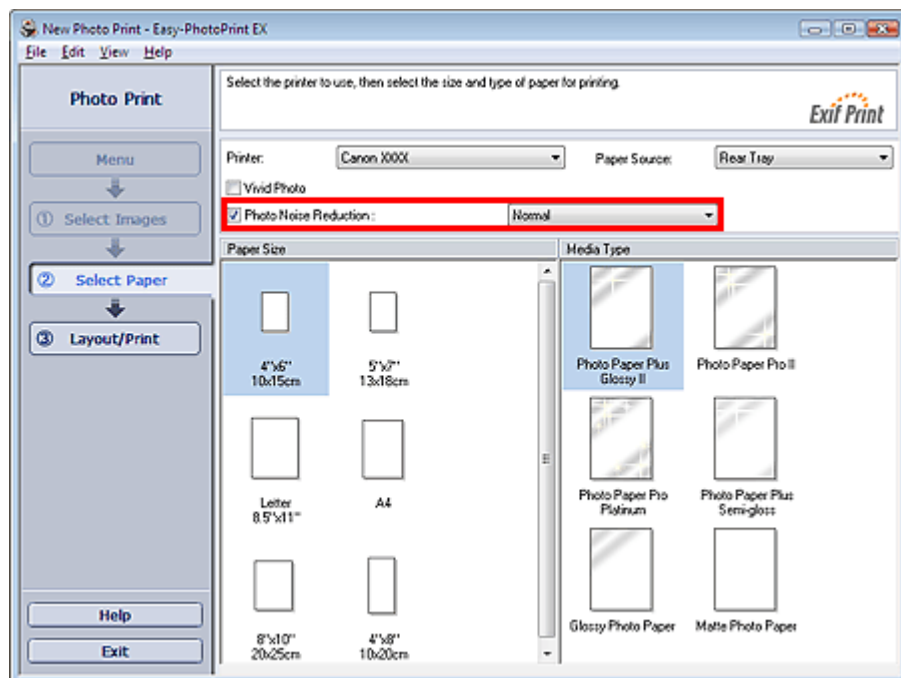 New Photo Print - Easy-PhotoPrint EX
File Edit View Help
Photo Print
Select the printer to use, then select the size and type of paper for printing.
Exif Print
Menu
Printer:
Canon XXXX
Paper Source:
Rear Tray
Vivid Photo
① Select Images
Photo Noise Reduction :
Normal
Paper Size
Media Type
② Select Paper
③ Layout/Print
4"x6"
10x15cm
5"x7"
13x18cm
Photo Paper Plus
Glossy II
Photo Paper Pro II
Letter
8.5"x11"
A4
Photo Paper Pro
Platinum
Photo Paper Plus
Semi-gloss
8"x10"
20x25cm
4"x8"
10x20cm
Glossy Photo Paper
Matte Photo Paper
Help
Exit